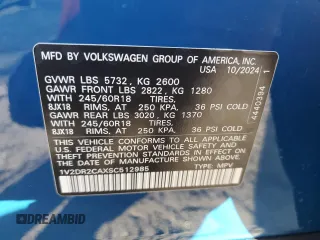 MFD BY VOLKSWAGEN GROUP OF AMERICA, INC.
USA 10/2024
GVWR LBS 5732, KG 2600
GAWR FRONT LBS 2822, KG 1280
WITH 245/60R18 TIRES.
8JX18 RIMS, AT 250 KPA, 36 PSI COLD
GAWR REAR LBS 3020, KG 1370
WITH 245/60R18 TIRES.
8JX18 RIMS, AT 250 KPA, 36 PSI COLD
THIS VEHICLE CONFORMS TO ALL APPLICABLE
U.S. FEDERAL MOTOR VEHICLE SAFETY AND
THEFT PREVENTION STANDARDS IN EFFECT ON
THE DATE OF MANUFACTURE SHOWN ABOVE.
1V2DR2CAXSC512985 TYPE: MPV
4440394 1
DREAMBID